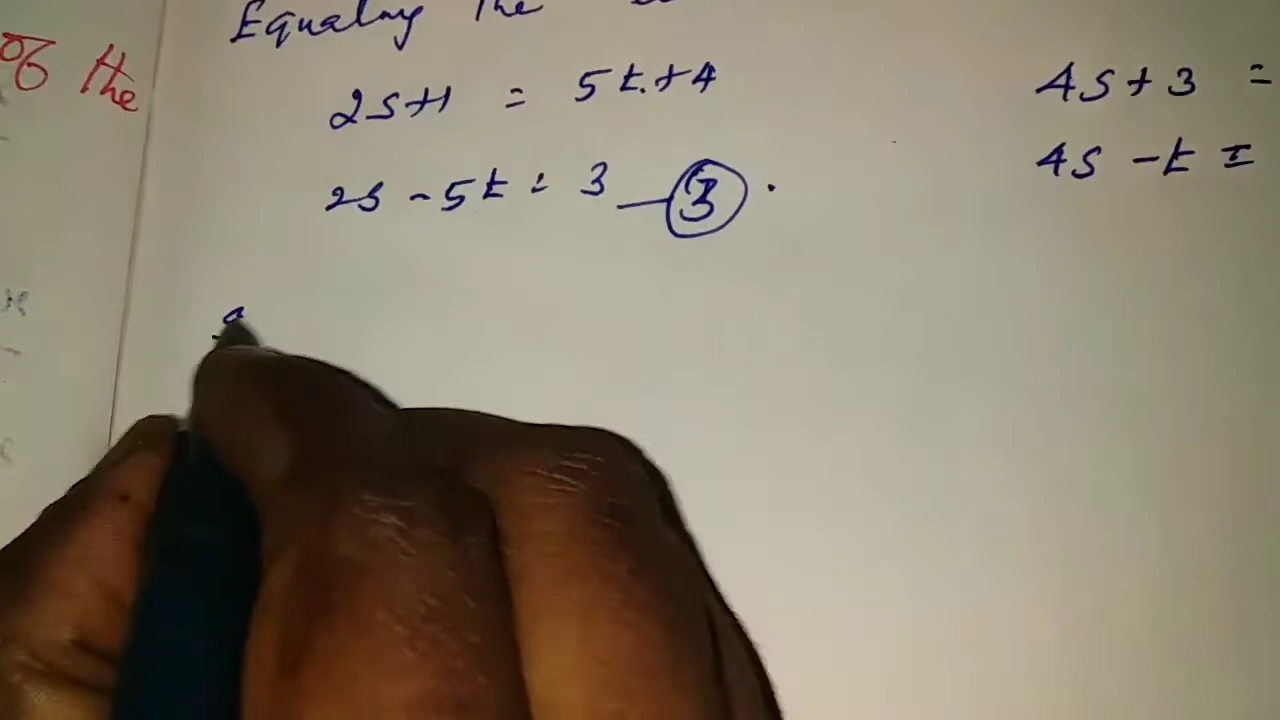 of the
Equating the
2s+1 = 5t+4
2s - 5t = 3 — ③.
4s+3 =
4s - t =